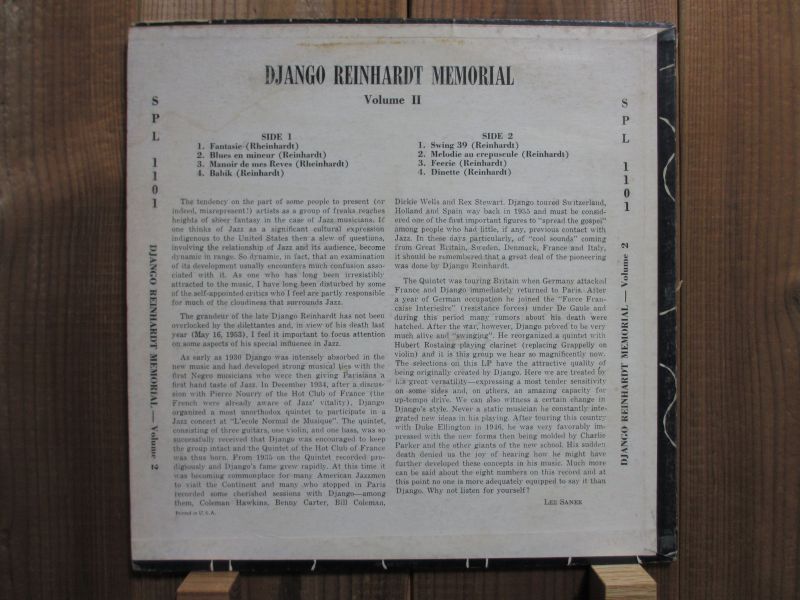 DJANGO REINHARDT MEMORIAL
Volume II
SPL 1101 DJANGO REINHARDT MEMORIAL — Volume 2
SIDE 1
1. Fantasie (Rheinhardt)
2. Blues en mineur (Reinhardt)
3. Manoir de mes Reves (Rheinhardt)
4. Babik (Reinhardt)
SIDE 2
1. Swing 39 (Reinhardt)
2. Melodie au crepuscule (Reinhardt)
3. Feerie (Reinhardt)
4. Dinette (Reinhardt)
The tendency on the part of some people to present (or
indeed, misrepresent!) artists as a group of freaks reaches
heights of sheer fantasy in the case of Jazz musicians. If
one thinks of Jazz as a significant cultural expression
indigenous to the United States then a slew of questions,
involving the relationship of Jazz and its audience, become
dynamic in range. So dynamic, in fact, that an examination
of its development usually encounters much confusion asso-
ciated with it. As one who has long been irresistibly
attracted to the music, I have long been disturbed by some
of the self-appointed critics who I feel are partly responsible
for much of the cloudiness that surrounds Jazz.
The grandeur of the late Django Reinhardt has not been
overlooked by the dilettantes and, in view of his death last
year (May 16, 1953), I feel it important to focus attention
on some aspects of his special influence in Jazz.
As early as 1930 Django was intensely absorbed in the
new music and had developed strong musical ties with the
first Negro musicians who were then giving Parisians a
first hand taste of Jazz. In December 1934, after a discus-
sion with Pierre Nourry of the Hot Club of France (the
French were already aware of Jazz' vitality), Django
organized a most unorthodox quintet to participate in a
Jazz concert at "L'ecole Normal de Musique". The quintet,
consisting of three guitars, one violin, and one bass, was so
successfully received that Django was encouraged to keep
the group intact and the Quintet of the Hot Club of France
was thus born. From 1935 on the Quintet recorded pro-
digiously and Django's fame grew rapidly. At this time it
was becoming commonplace for many American Jazzmen
to visit the Continent and many who stopped in Paris
recorded some cherished sessions with Django—among
them, Coleman Hawkins, Benny Carter, Bill Coleman,
Printed in U.S.A.
Dickie Wells and Rex Stewart. Django toured Switzerland,
Holland and Spain way back in 1935 and must be consid-
ered one of the first important figures to "spread the gospel"
among people who had little, if any, previous contact with
Jazz. In these days particularly, of "cool sounds" coming
from Great Britain, Sweden, Denmark, France and Italy,
it should be remembered that a great deal of the pioneering
was done by Django Reinhardt.
The Quintet was touring Britain when Germany attacked
France and Django immediately returned to Paris. After
a year of German occupation he joined the "Force Fran-
caise Interieure" (resistance forces) under De Gaule and
during this period many rumors about his death were
hatched. After the war, however, Django proved to be very
much alive and "swinging". He reorganized a quintet with
Hubert Rostaing playing clarinet (replacing Grappelly on
violin) and it is this group we hear so magnificently now.
The selections on this LP have the attractive quality of
being originally created by Django. Here we are treated to
his great versatility—expressing a most tender sensitivity
on some sides and, on others, an amazing capacity for
up-tempo drive. We can also witness a certain change in
Django's style. Never a static musician he constantly inte-
grated new ideas in his playing. After touring this country
with Duke Ellington in 1946, he was very favorably im-
pressed with the new forms then being molded by Charlie
Parker and the other giants of the new school. His sudden
death denied us the joy of hearing how he might have
further developed these concepts in his music. Much more
can be said about the eight numbers on this record but at
this point no one is more adequately equipped to say it than
Django. Why not listen for yourself?
LEE SANEK
SPL 1101 DJANGO REINHARDT MEMORIAL — Volume 2